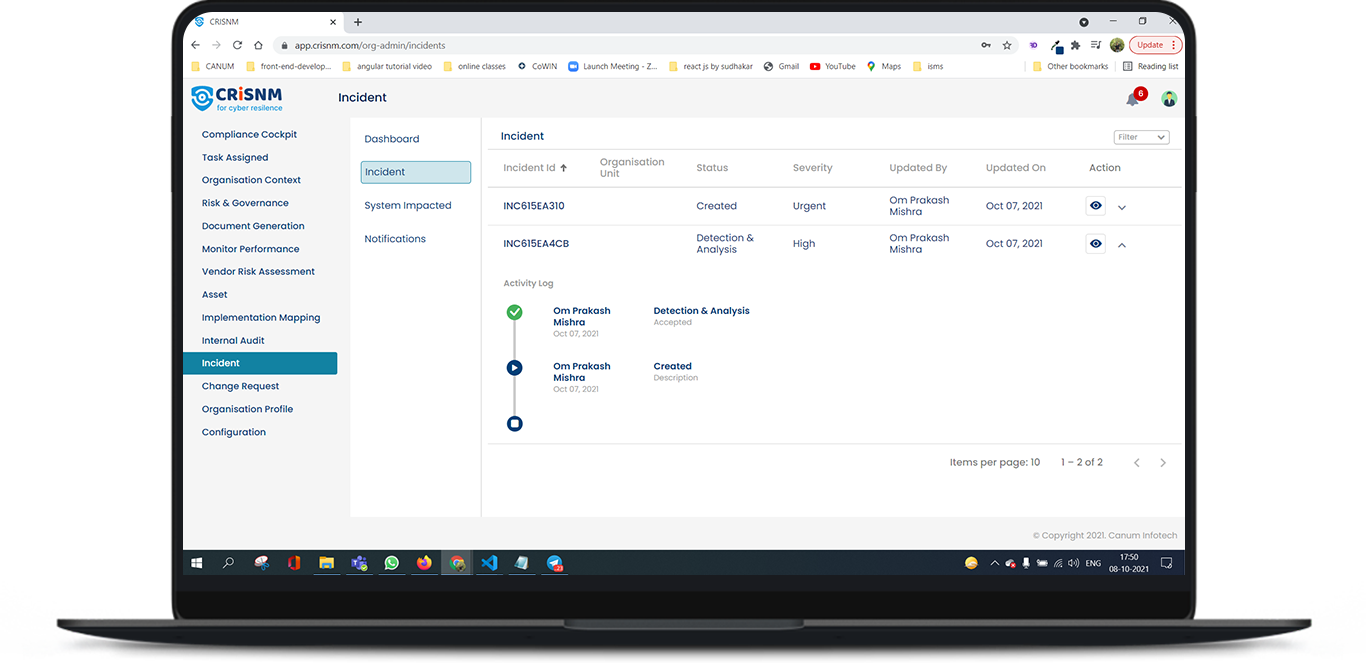 CRISNM
app.crisnm.com/org-admin/incidents
Update
CANUM
front-end-develop...
angular tutorial video
online classes
CoWIN
Launch Meeting - Z...
react js by sudhakar
Gmail
YouTube
Maps
isms
Other bookmarks
Reading list
CRiSNM
for cyber resilence
Incident
6
Compliance Cockpit
Task Assigned
Organisation Context
Risk & Governance
Document Generation
Monitor Performance
Vendor Risk Assessment
Asset
Implementation Mapping
Internal Audit
Incident
Change Request
Organisation Profile
Configuration
Dashboard
Incident
System Impacted
Notifications
Incident
Filter
Incident Id
Organisation
Unit
Status
Severity
Updated By
Updated On
Action
INC615EA310
Created
Urgent
Om Prakash
Mishra
Oct 07, 2021
INC615EA4CB
Detection &
Analysis
High
Om Prakash
Mishra
Oct 07, 2021
Activity Log
Om Prakash
Mishra
Oct 07, 2021
Detection & Analysis
Accepted
Om Prakash
Mishra
Oct 07, 2021
Created
Description
Items per page: 10
1 – 2 of 2
© Copyright 2021. Canum Infotech
ENG
17:50
08-10-2021